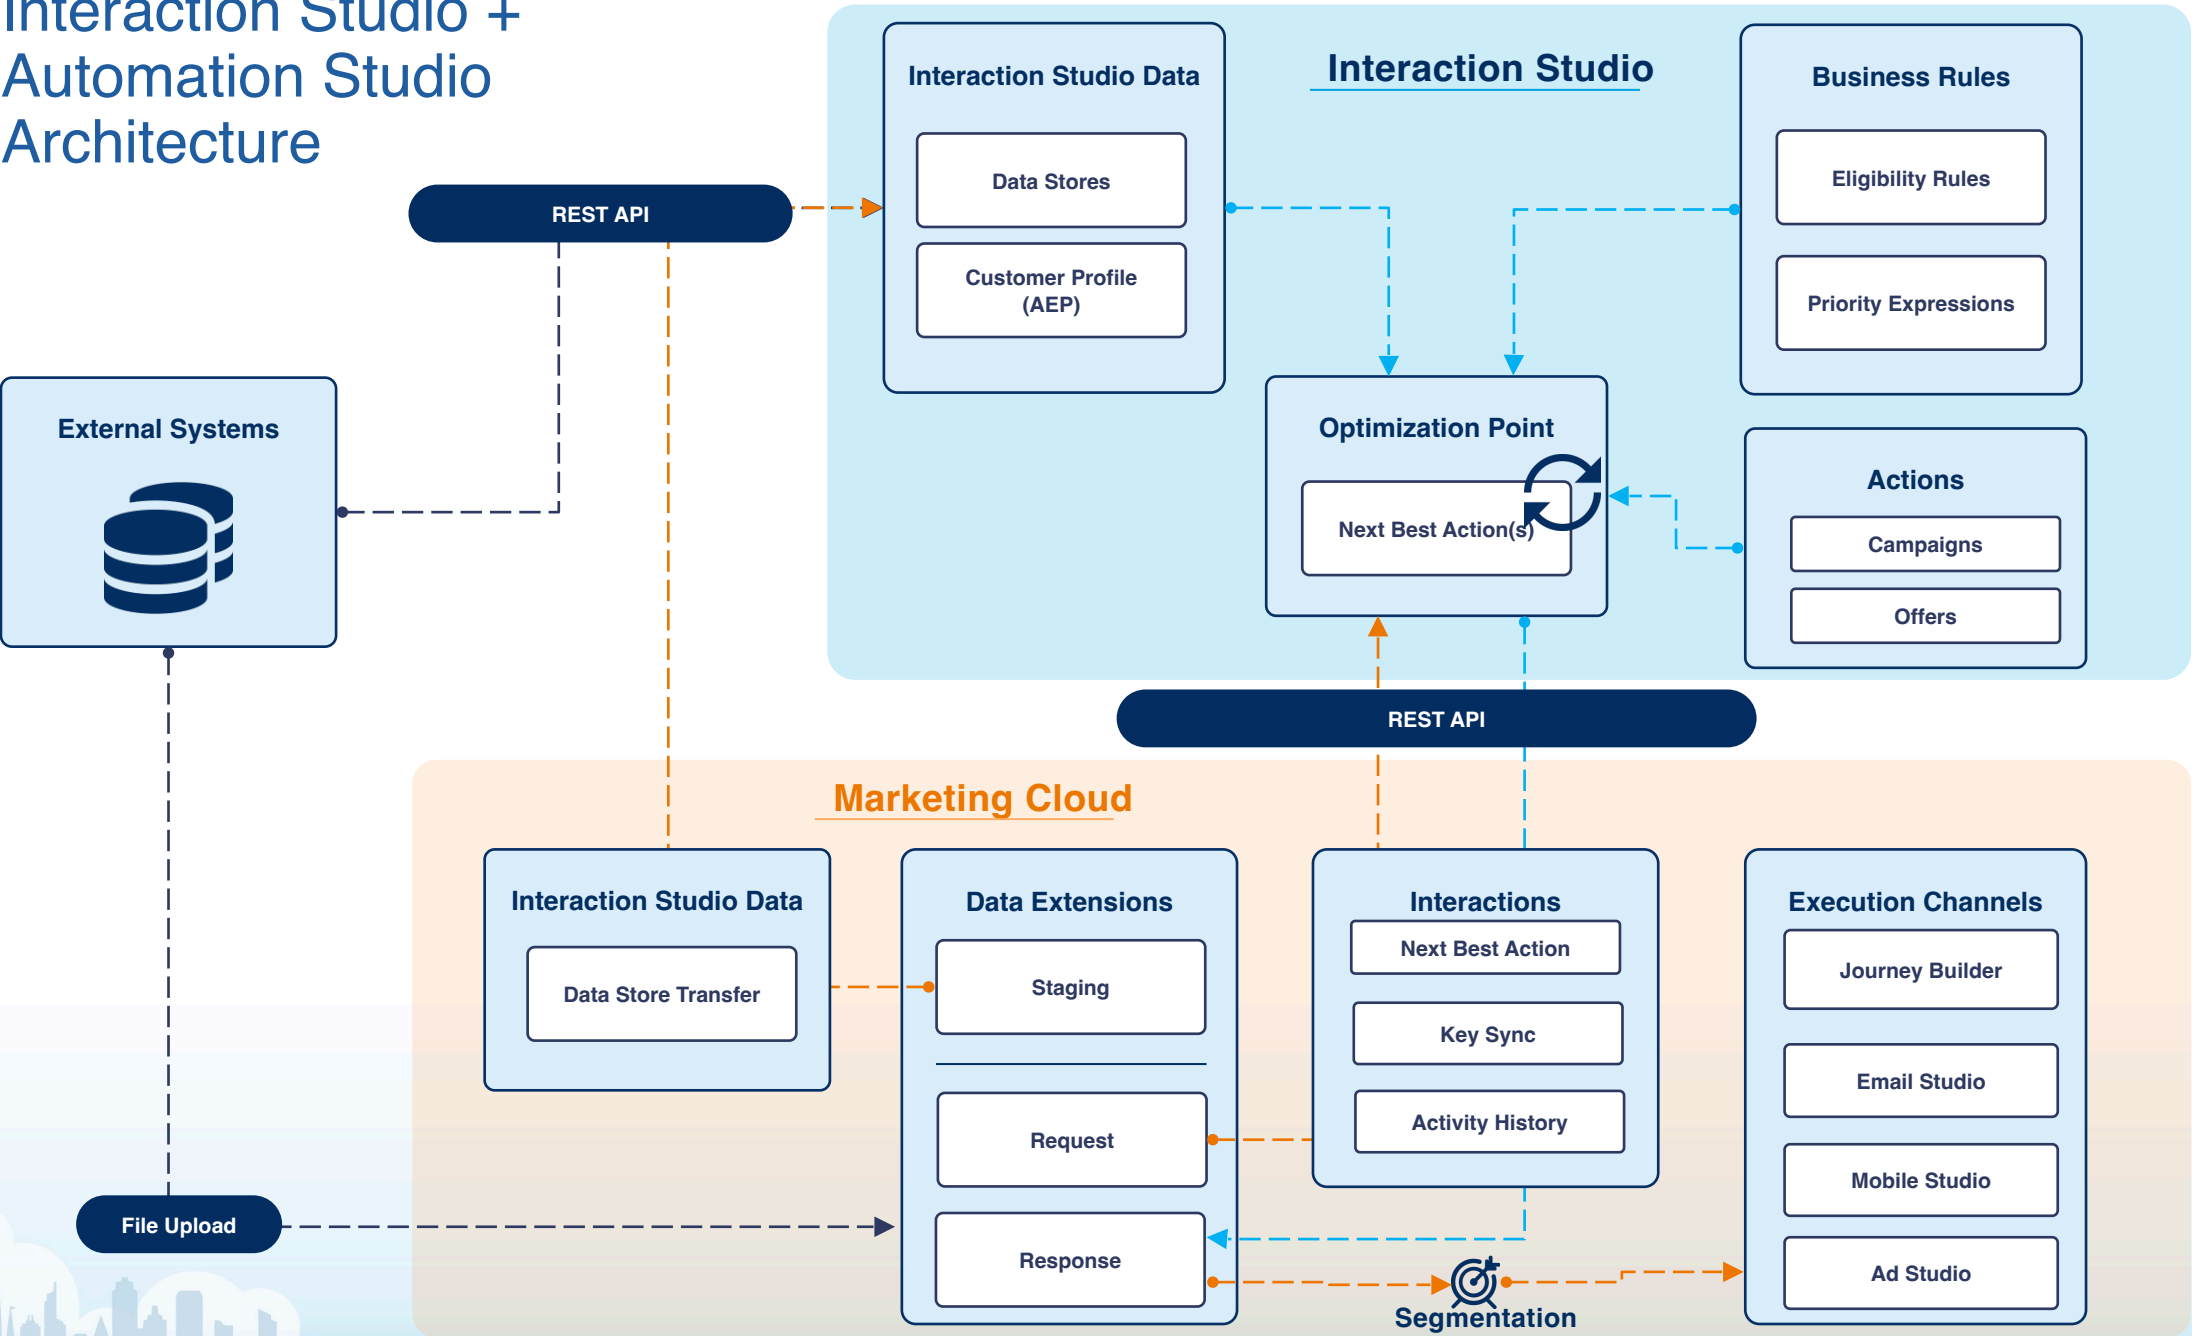 Interaction Studio +
Automation Studio
Architecture
Interaction Studio
Interaction Studio Data
Data Stores
Customer Profile
(AEP)
Business Rules
Eligibility Rules
Priority Expressions
REST API
External Systems
Optimization Point
Next Best Action(s)
Actions
Campaigns
Offers
REST API
Marketing Cloud
Interaction Studio Data
Data Store Transfer
Data Extensions
Staging
Request
Response
Interactions
Next Best Action
Key Sync
Activity History
Execution Channels
Journey Builder
Email Studio
Mobile Studio
Ad Studio
File Upload
Segmentation